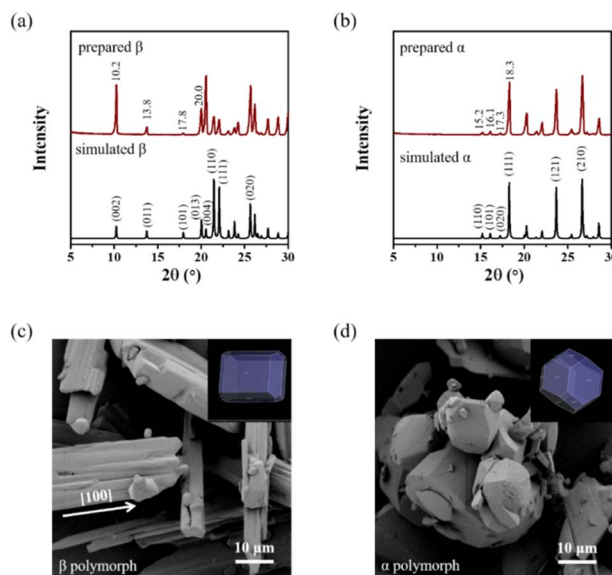 (a)
prepared β
10.2
13.8
17.8
20.0
simulated β
(002)
(011)
(101)
(013)
(004)
(110)
(111)
(020)
Intensity
5 10 15 20 25 30
2θ (°)
(b)
prepared α
15.2
16.1
17.3
18.3
simulated α
(110)
(101)
(020)
(111)
(121)
(210)
Intensity
5 10 15 20 25 30
2θ (°)
(c)
[100]
β polymorph
10 μm
(d)
α polymorph
10 μm